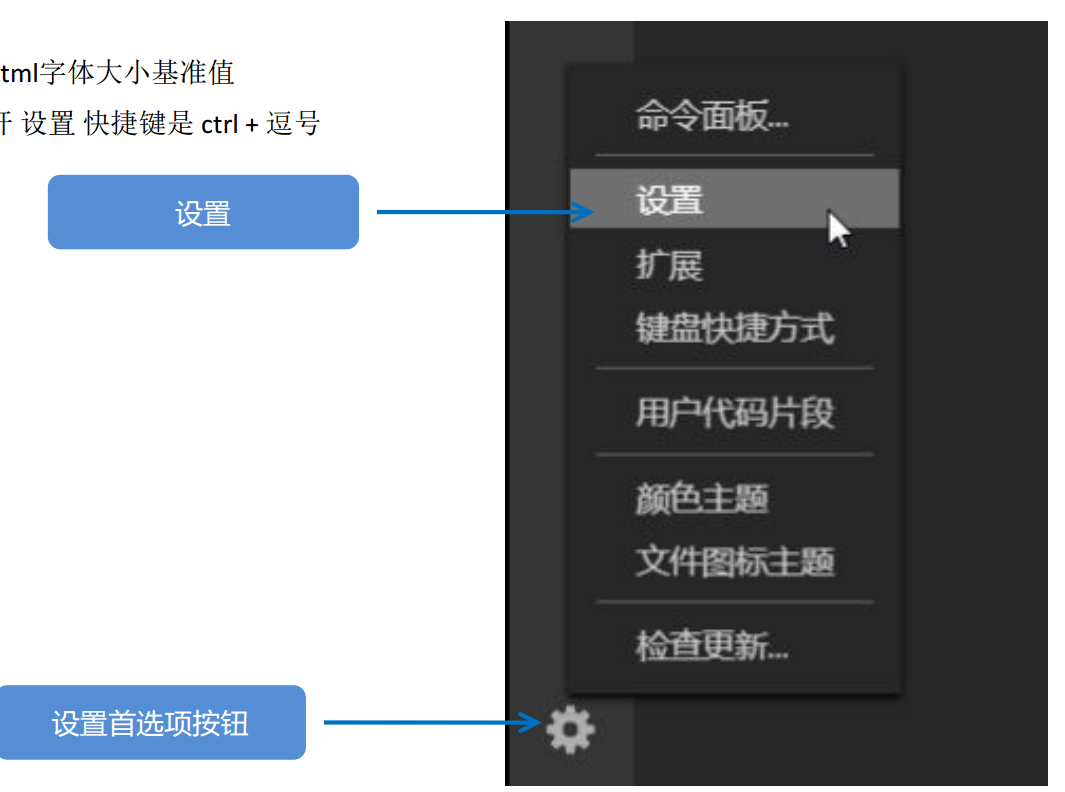 tml字体大小基准值
开 设置 快捷键是 ctrl + 逗号
设置
设置首选项按钮
命令面板...
设置
扩展
键盘快捷方式
用户代码片段
颜色主题
文件图标主题
检查更新...